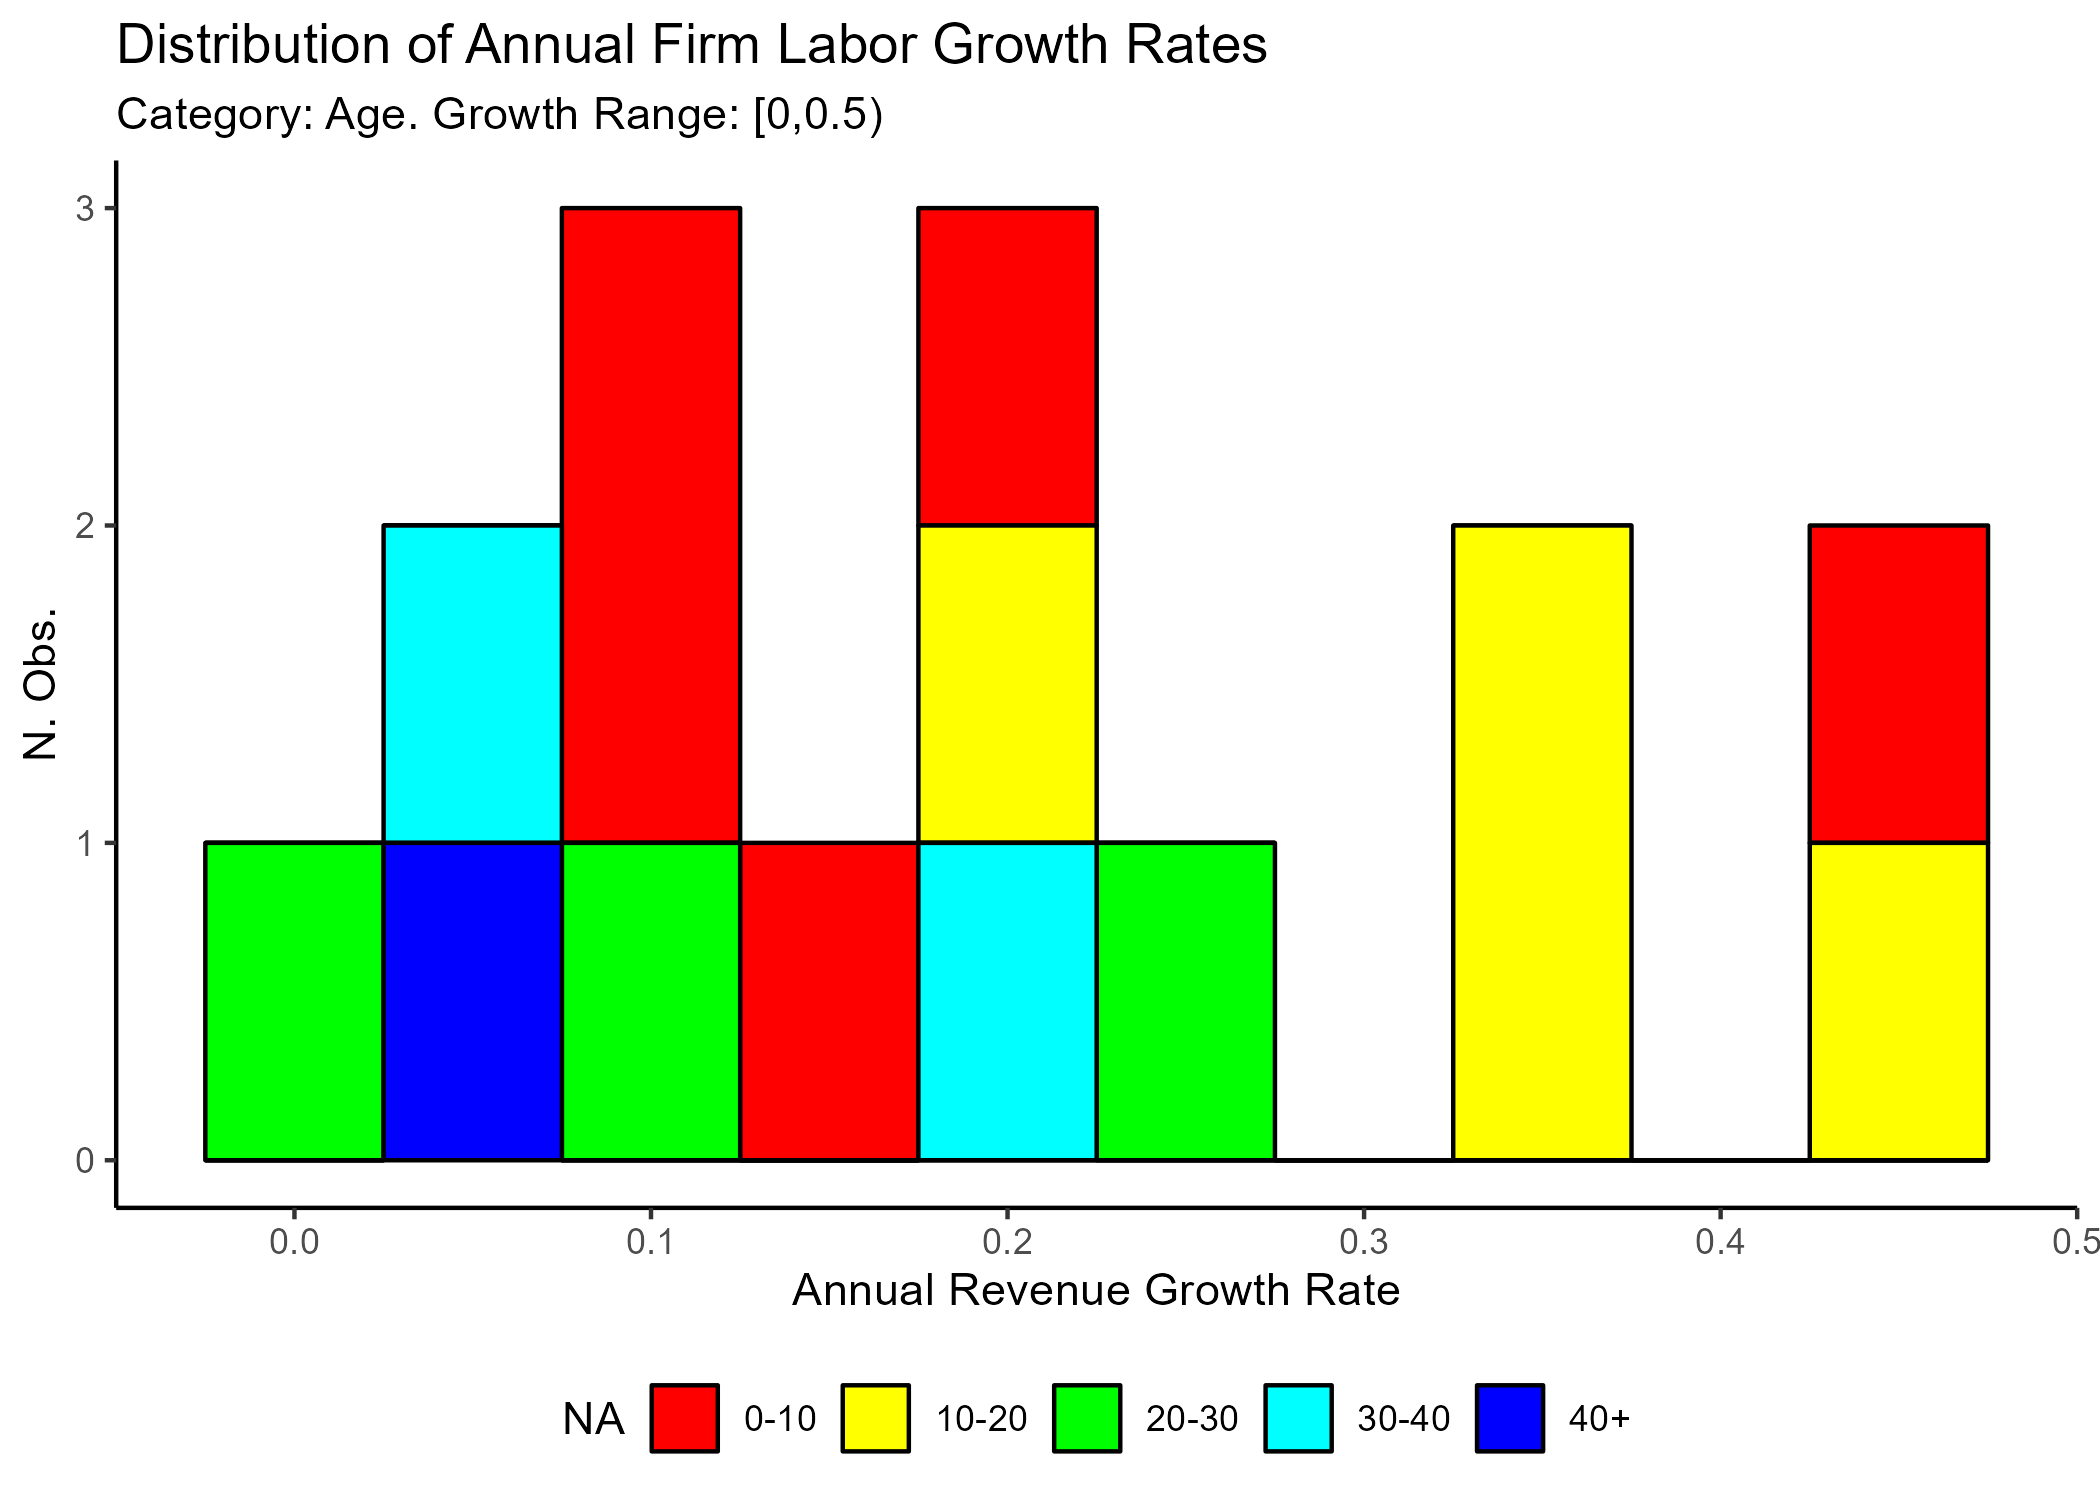 Distribution of Annual Firm Labor Growth Rates
Category: Age. Growth Range: [0,0.5)
3
2
1
0
N. Obs.
0.0 0.1 0.2 0.3 0.4 0.5
Annual Revenue Growth Rate
NA 0-10 10-20 20-30 30-40 40+